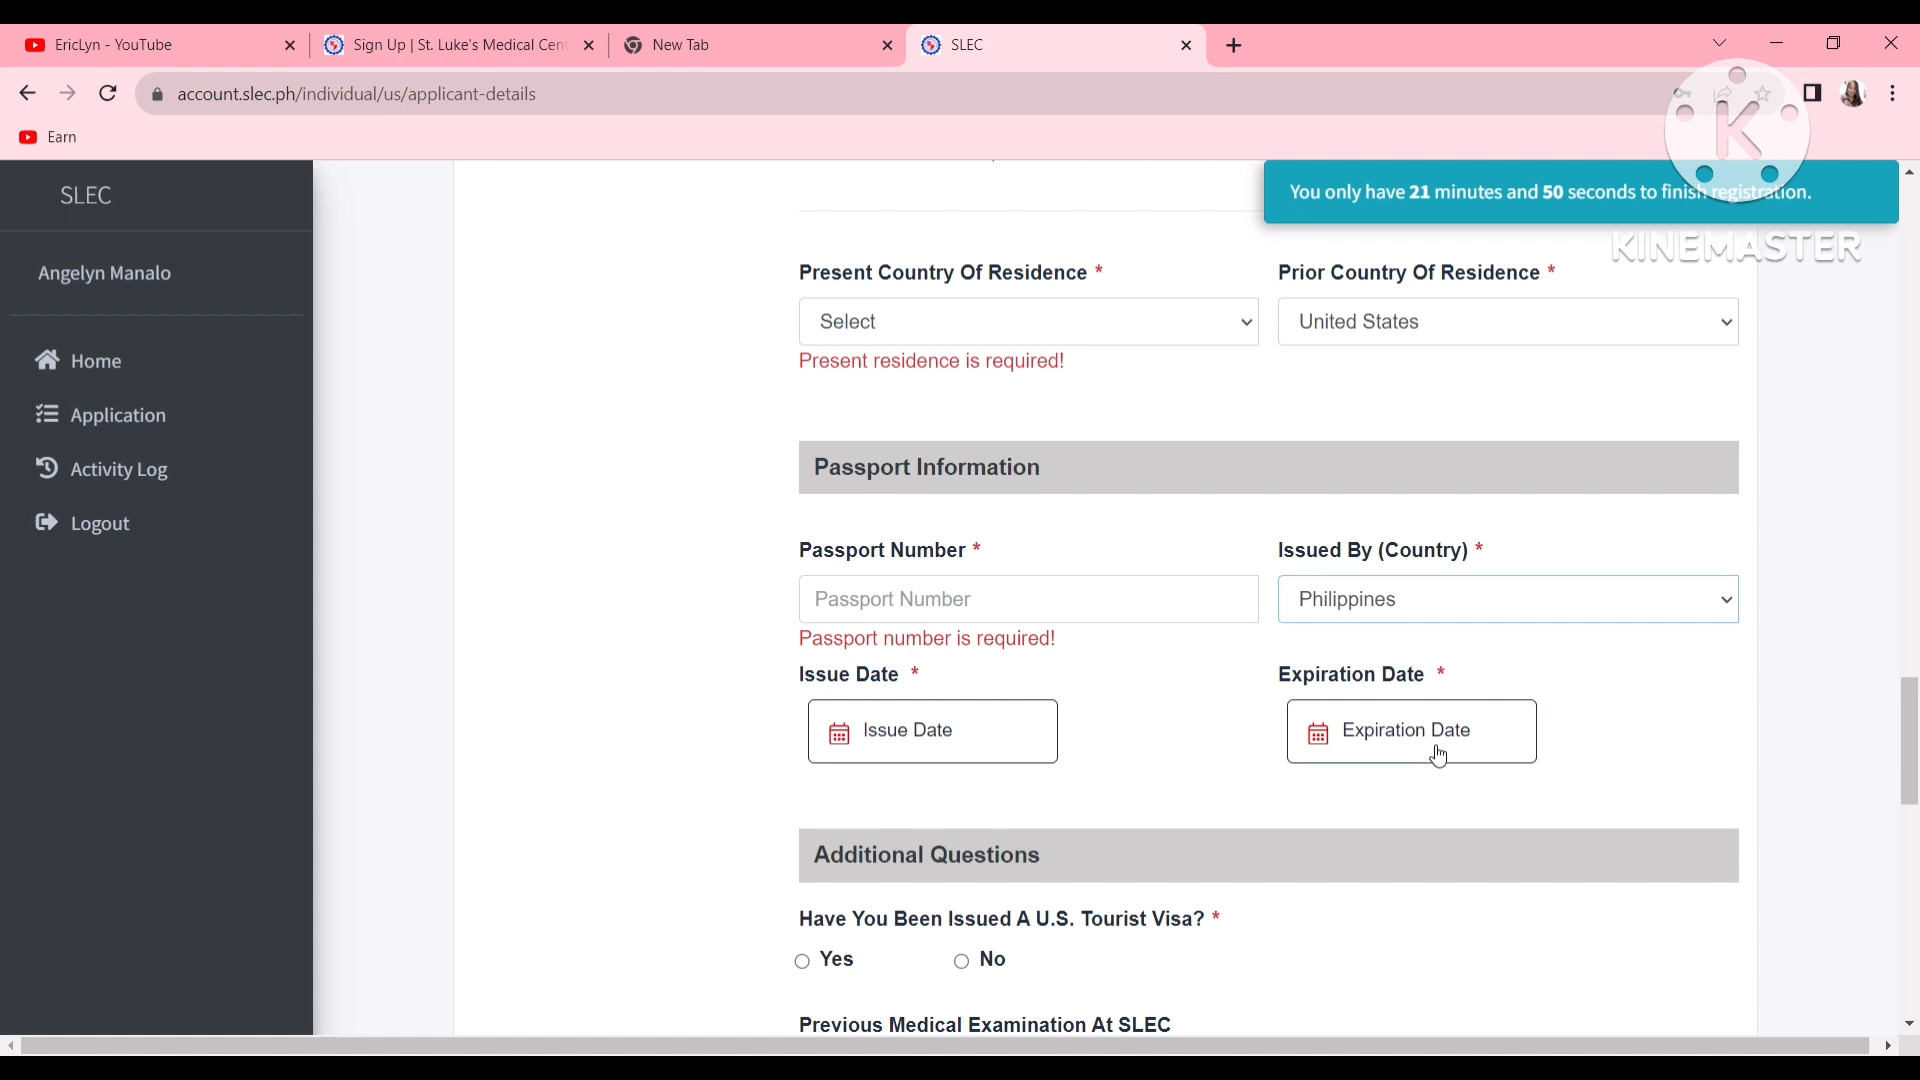 EricLyn - YouTube
Sign Up | St. Luke's Medical Cen
New Tab
SLEC
account.slec.ph/individual/us/applicant-details
Earn
SLEC
Angelyn Manalo
Home
Application
Activity Log
Logout
You only have 21 minutes and 50 seconds to finish registration.
K
KINEMASTER
Present Country Of Residence *
Prior Country Of Residence *
Select
United States
Present residence is required!
Passport Information
Passport Number *
Issued By (Country) *
Passport Number
Philippines
Passport number is required!
Issue Date *
Expiration Date *
Issue Date
Expiration Date
Additional Questions
Have You Been Issued A U.S. Tourist Visa? *
Yes
No
Previous Medical Examination At SLEC